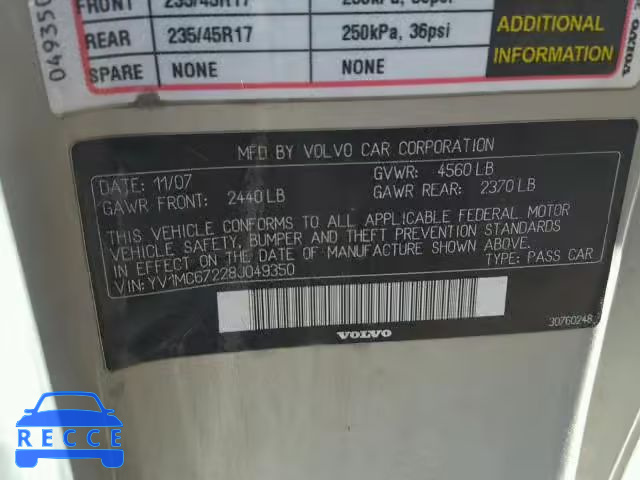 FRONT 235/45R17
REAR 235/45R17 250kPa, 36psi
SPARE NONE NONE
ADDITIONAL
INFORMATION
VOLVO
04935
MFD BY VOLVO CAR CORPORATION
DATE: 11/07 GVWR: 4560 LB
GAWR FRONT: 2440 LB GAWR REAR: 2370 LB
THIS VEHICLE CONFORMS TO ALL APPLICABLE FEDERAL MOTOR
VEHICLE SAFETY, BUMPER AND THEFT PREVENTION STANDARDS
IN EFFECT ON THE DATE OF MANUFACTURE SHOWN ABOVE.
VIN: YV1MC67228J049350 TYPE: PASS CAR
VOLVO
30760248
RECCE